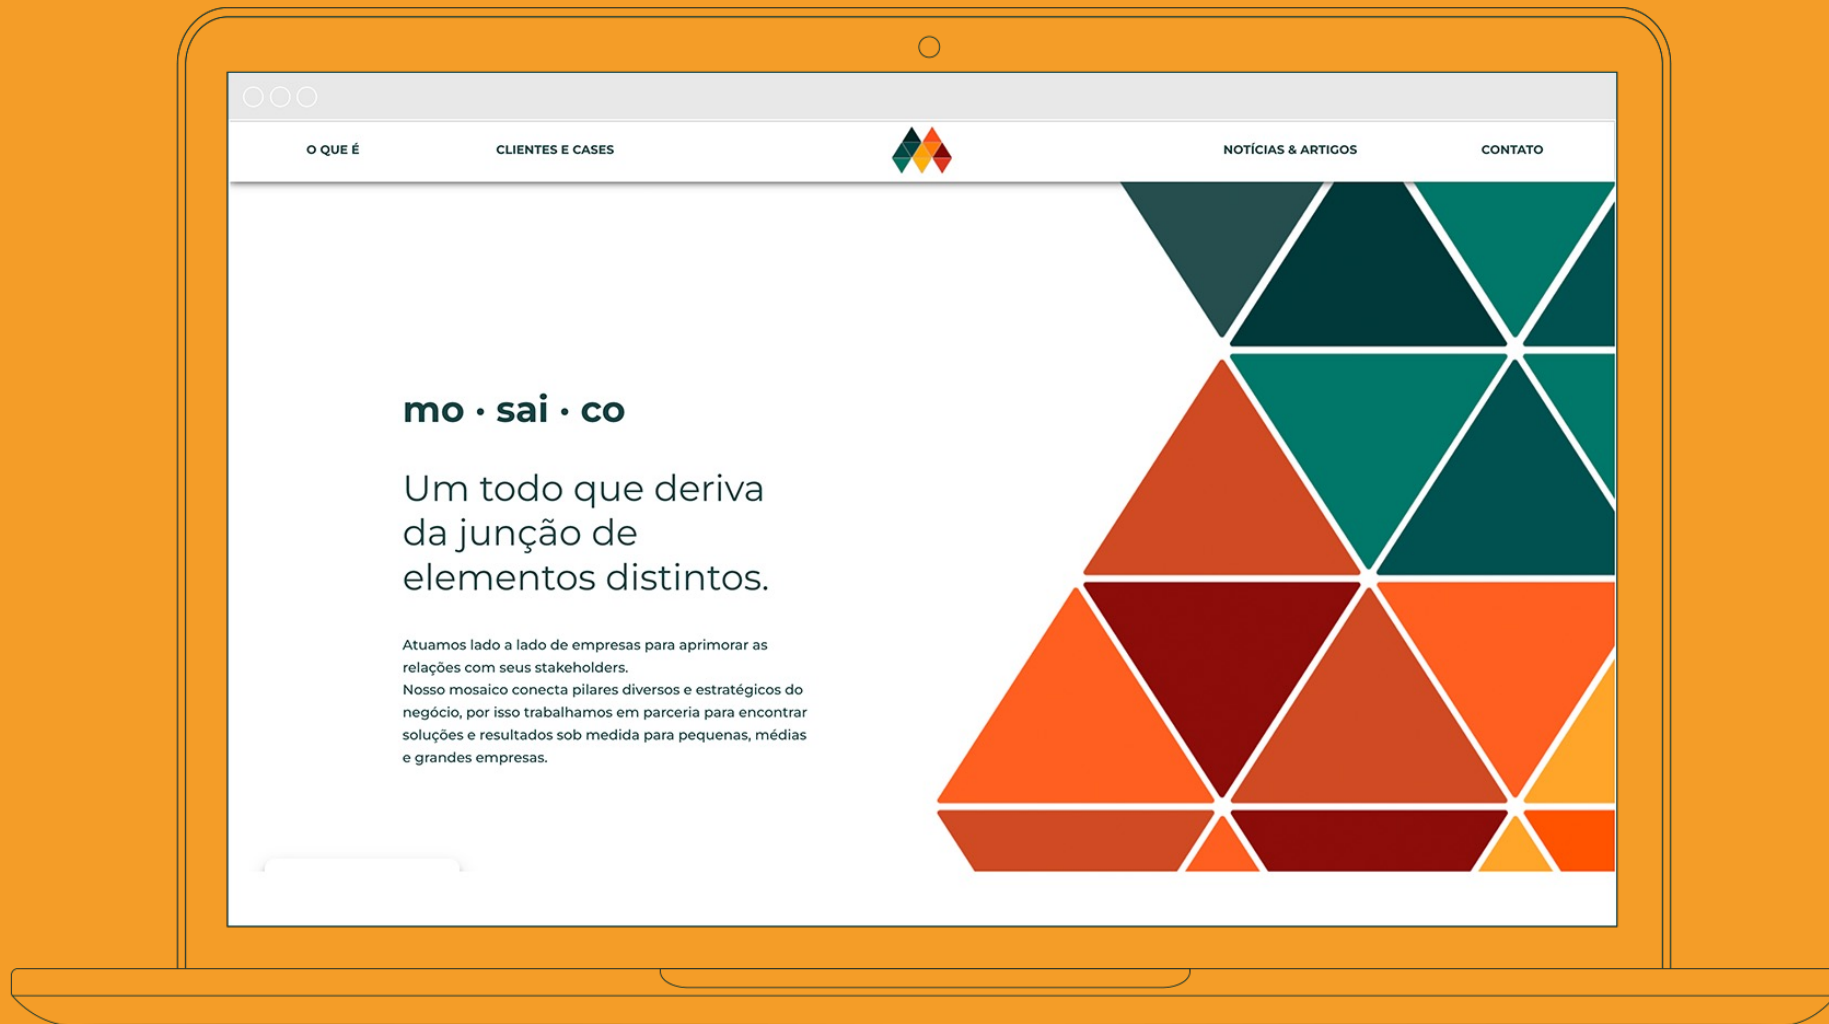 O QUE É
CLIENTES E CASES
NOTÍCIAS & ARTIGOS
CONTATO
mo · sai · co
Um todo que deriva
da junção de
elementos distintos.
Atuamos lado a lado de empresas para aprimorar as
relações com seus stakeholders.
Nosso mosaico conecta pilares diversos e estratégicos do
negócio, por isso trabalhamos em parceria para encontrar
soluções e resultados sob medida para pequenas, médias
e grandes empresas.